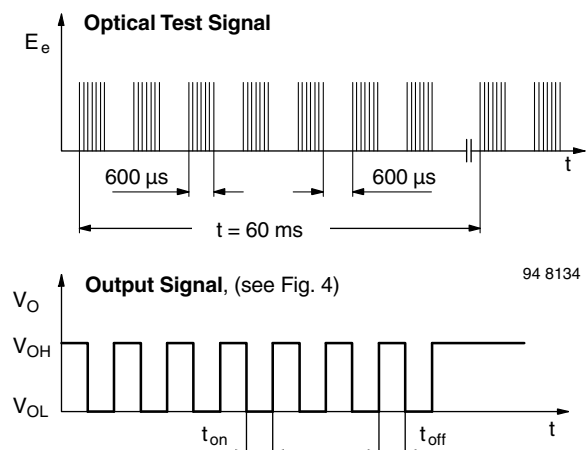 Optical Test Signal
E e
t
600 µs
600 µs
t = 60 ms
94 8134
Output Signal, (see Fig. 4)
V O
V OH
V OL
t
t on
t off